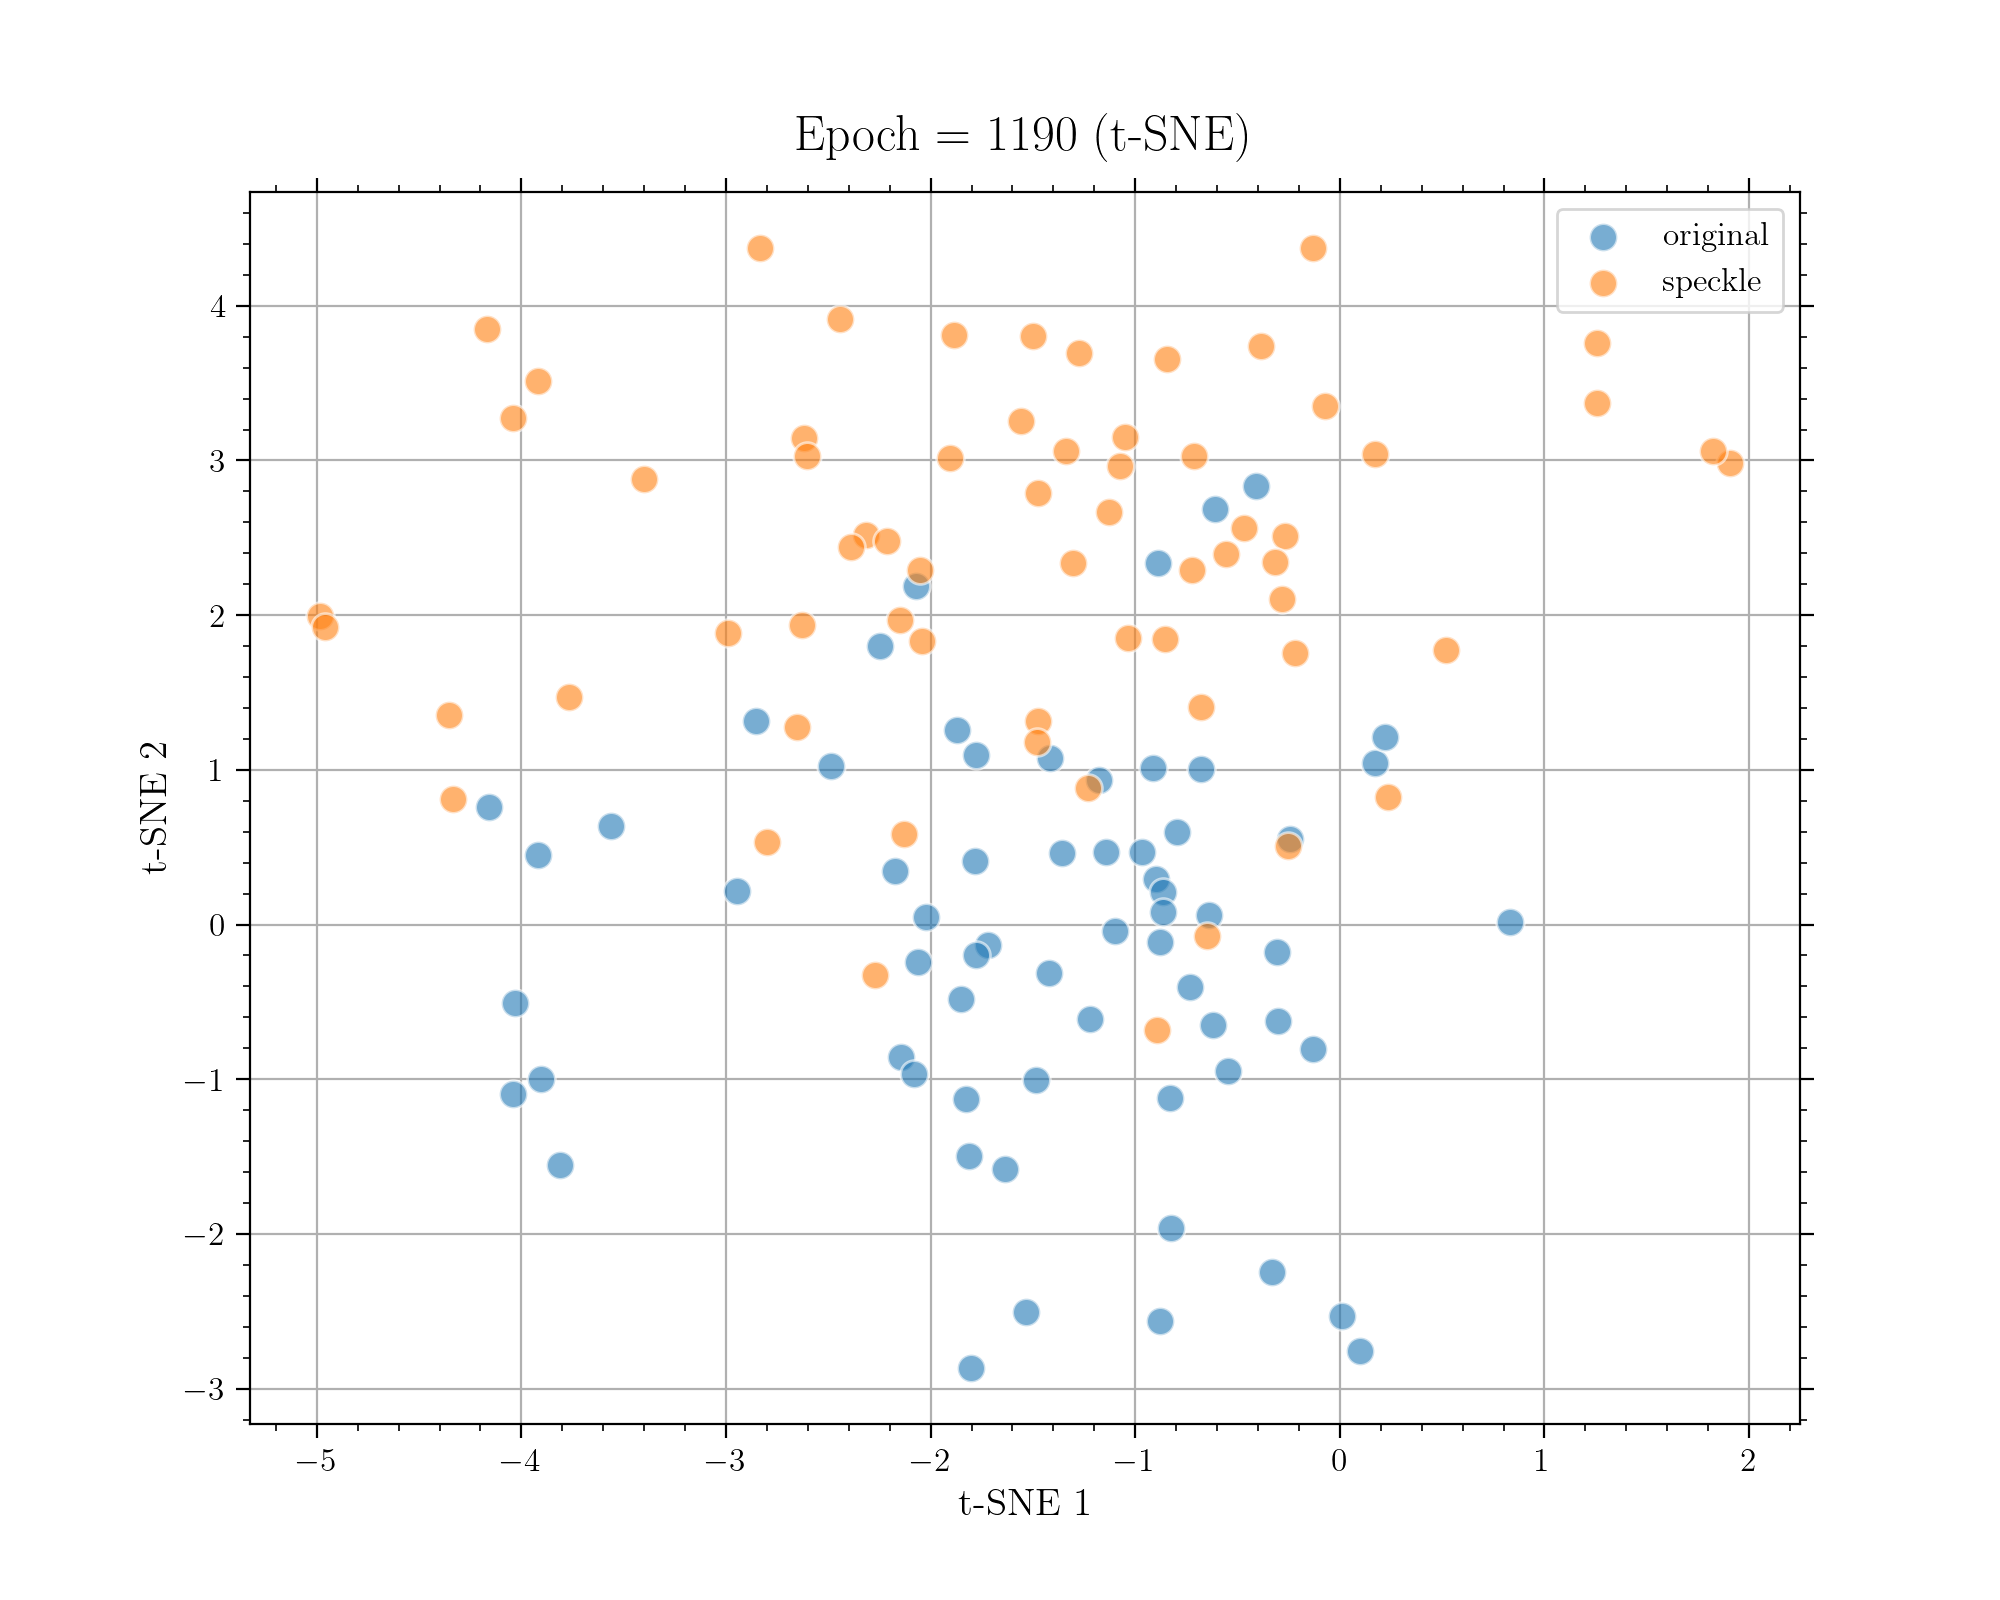 Epoch = 1190 (t-SNE)
original
speckle
4
3
2
1
0
−1
−2
−3
t-SNE 2
−5 −4 −3 −2 −1 0 1 2
t-SNE 1